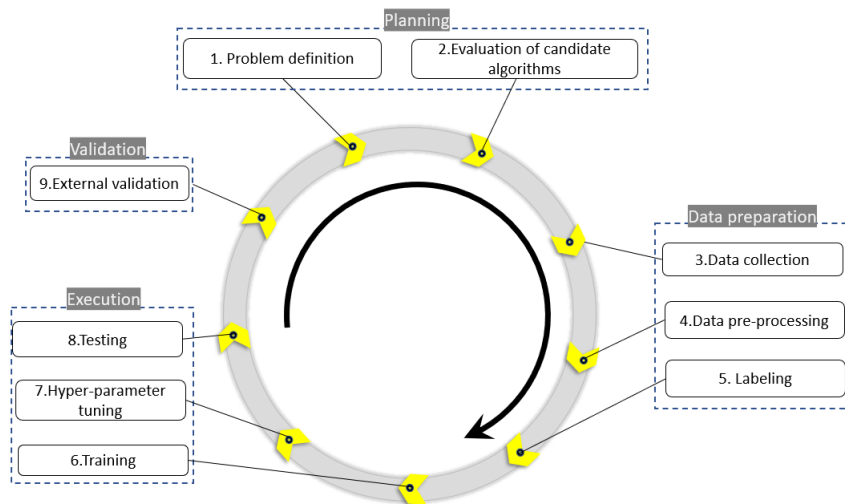 Planning
1. Problem definition
2.Evaluation of candidate
algorithms
Validation
9.External validation
Data preparation
3.Data collection
4.Data pre-processing
5. Labeling
Execution
8.Testing
7.Hyper-parameter
tuning
6.Training